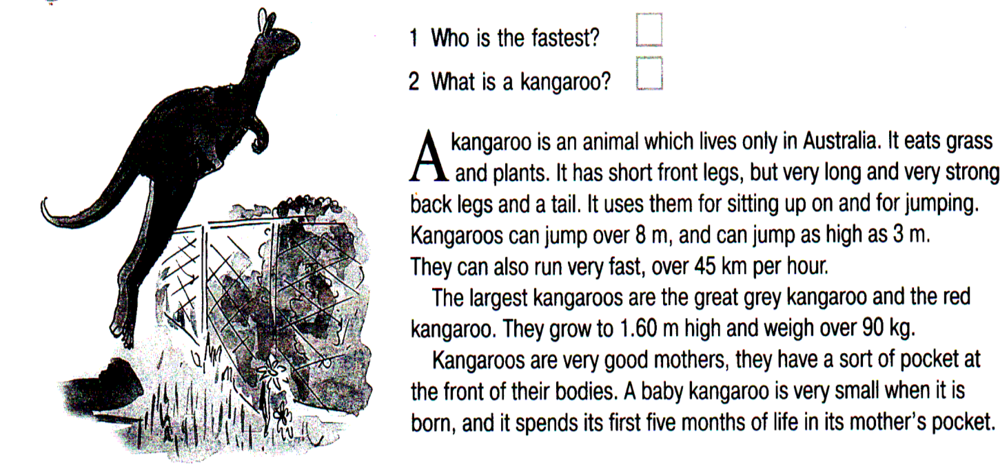 1 Who is the fastest?
2 What is a kangaroo?
A kangaroo is an animal which lives only in Australia. It eats grass
and plants. It has short front legs, but very long and very strong
back legs and a tail. It uses them for sitting up on and for jumping.
Kangaroos can jump over 8 m, and can jump as high as 3 m.
They can also run very fast, over 45 km per hour.
The largest kangaroos are the great grey kangaroo and the red
kangaroo. They grow to 1.60 m high and weigh over 90 kg.
Kangaroos are very good mothers, they have a sort of pocket at
the front of their bodies. A baby kangaroo is very small when it is
born, and it spends its first five months of life in its mother's pocket.